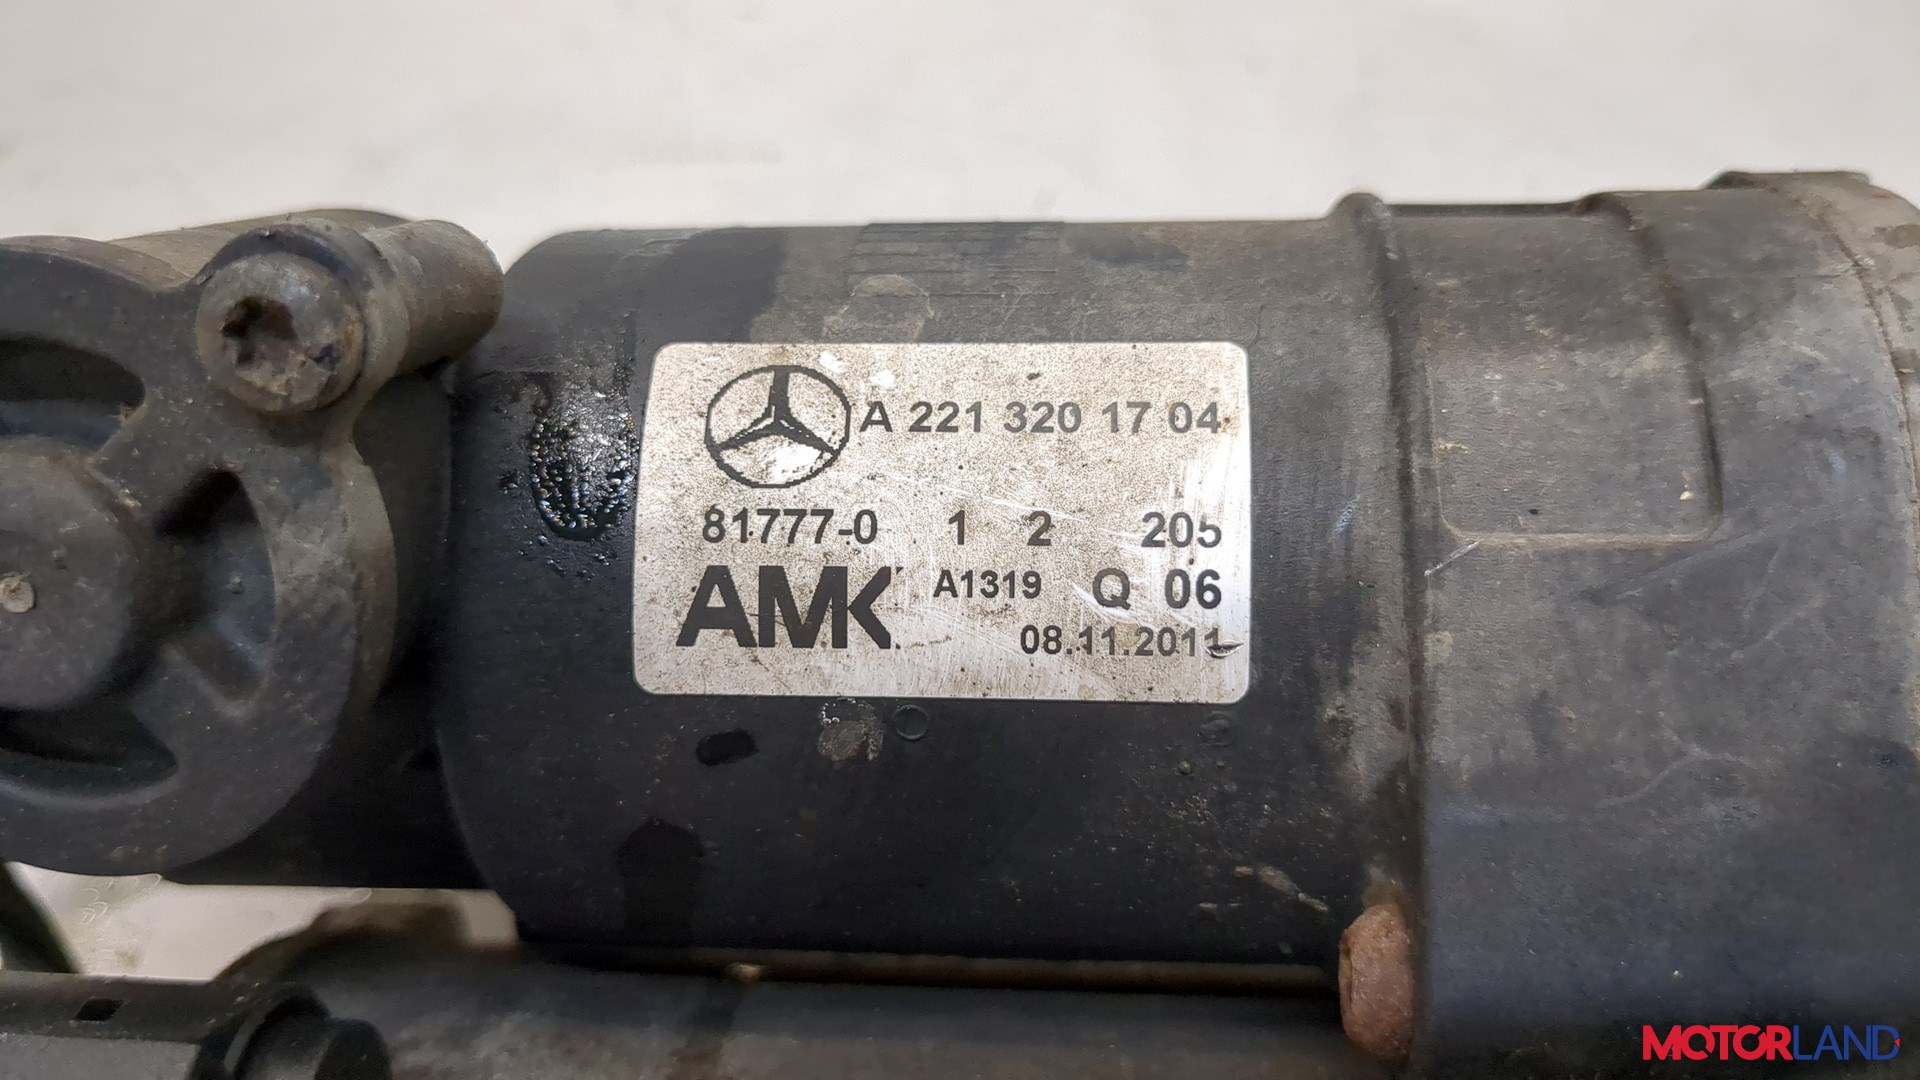 A 221 320 17 04
81777-0 1 2 205
AMK A1319 Q 06
08.11.2011
MOTORLAND